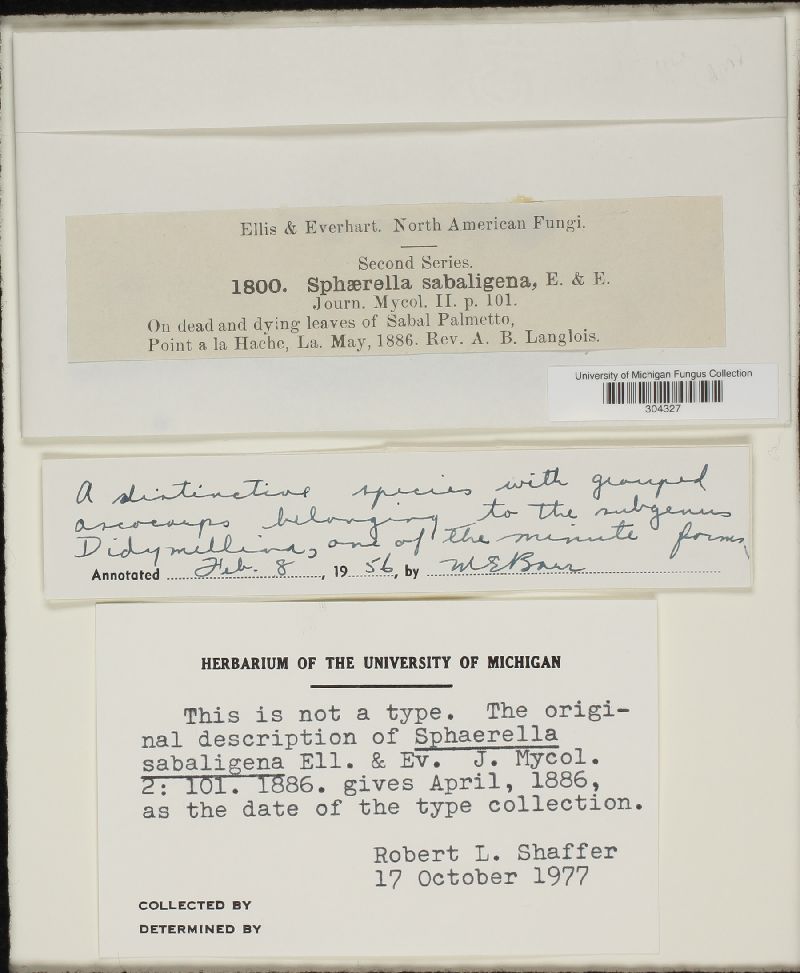 Ellis & Everhart. North American Fungi.
Second Series.
1800. Sphærella sabaligena, E. & E.
Journ. Mycol. II. p. 101.
On dead and dying leaves of Sabal Palmetto,
Point a la Hache, La. May, 1886. Rev. A. B. Langlois.
University of Michigan Fungus Collection
304327
A distinctive species with grouped
ascocarps belonging to the subgenus
Didymellina, one of the minute forms,
Annotated Feb. 8, 1956, by M E Barr
HERBARIUM OF THE UNIVERSITY OF MICHIGAN
This is not a type. The origi-
nal description of Sphaerella
sabaligena Ell. & Ev. J. Mycol.
2: 101. 1886. gives April, 1886,
as the date of the type collection.
Robert L. Shaffer
17 October 1977
COLLECTED BY
DETERMINED BY